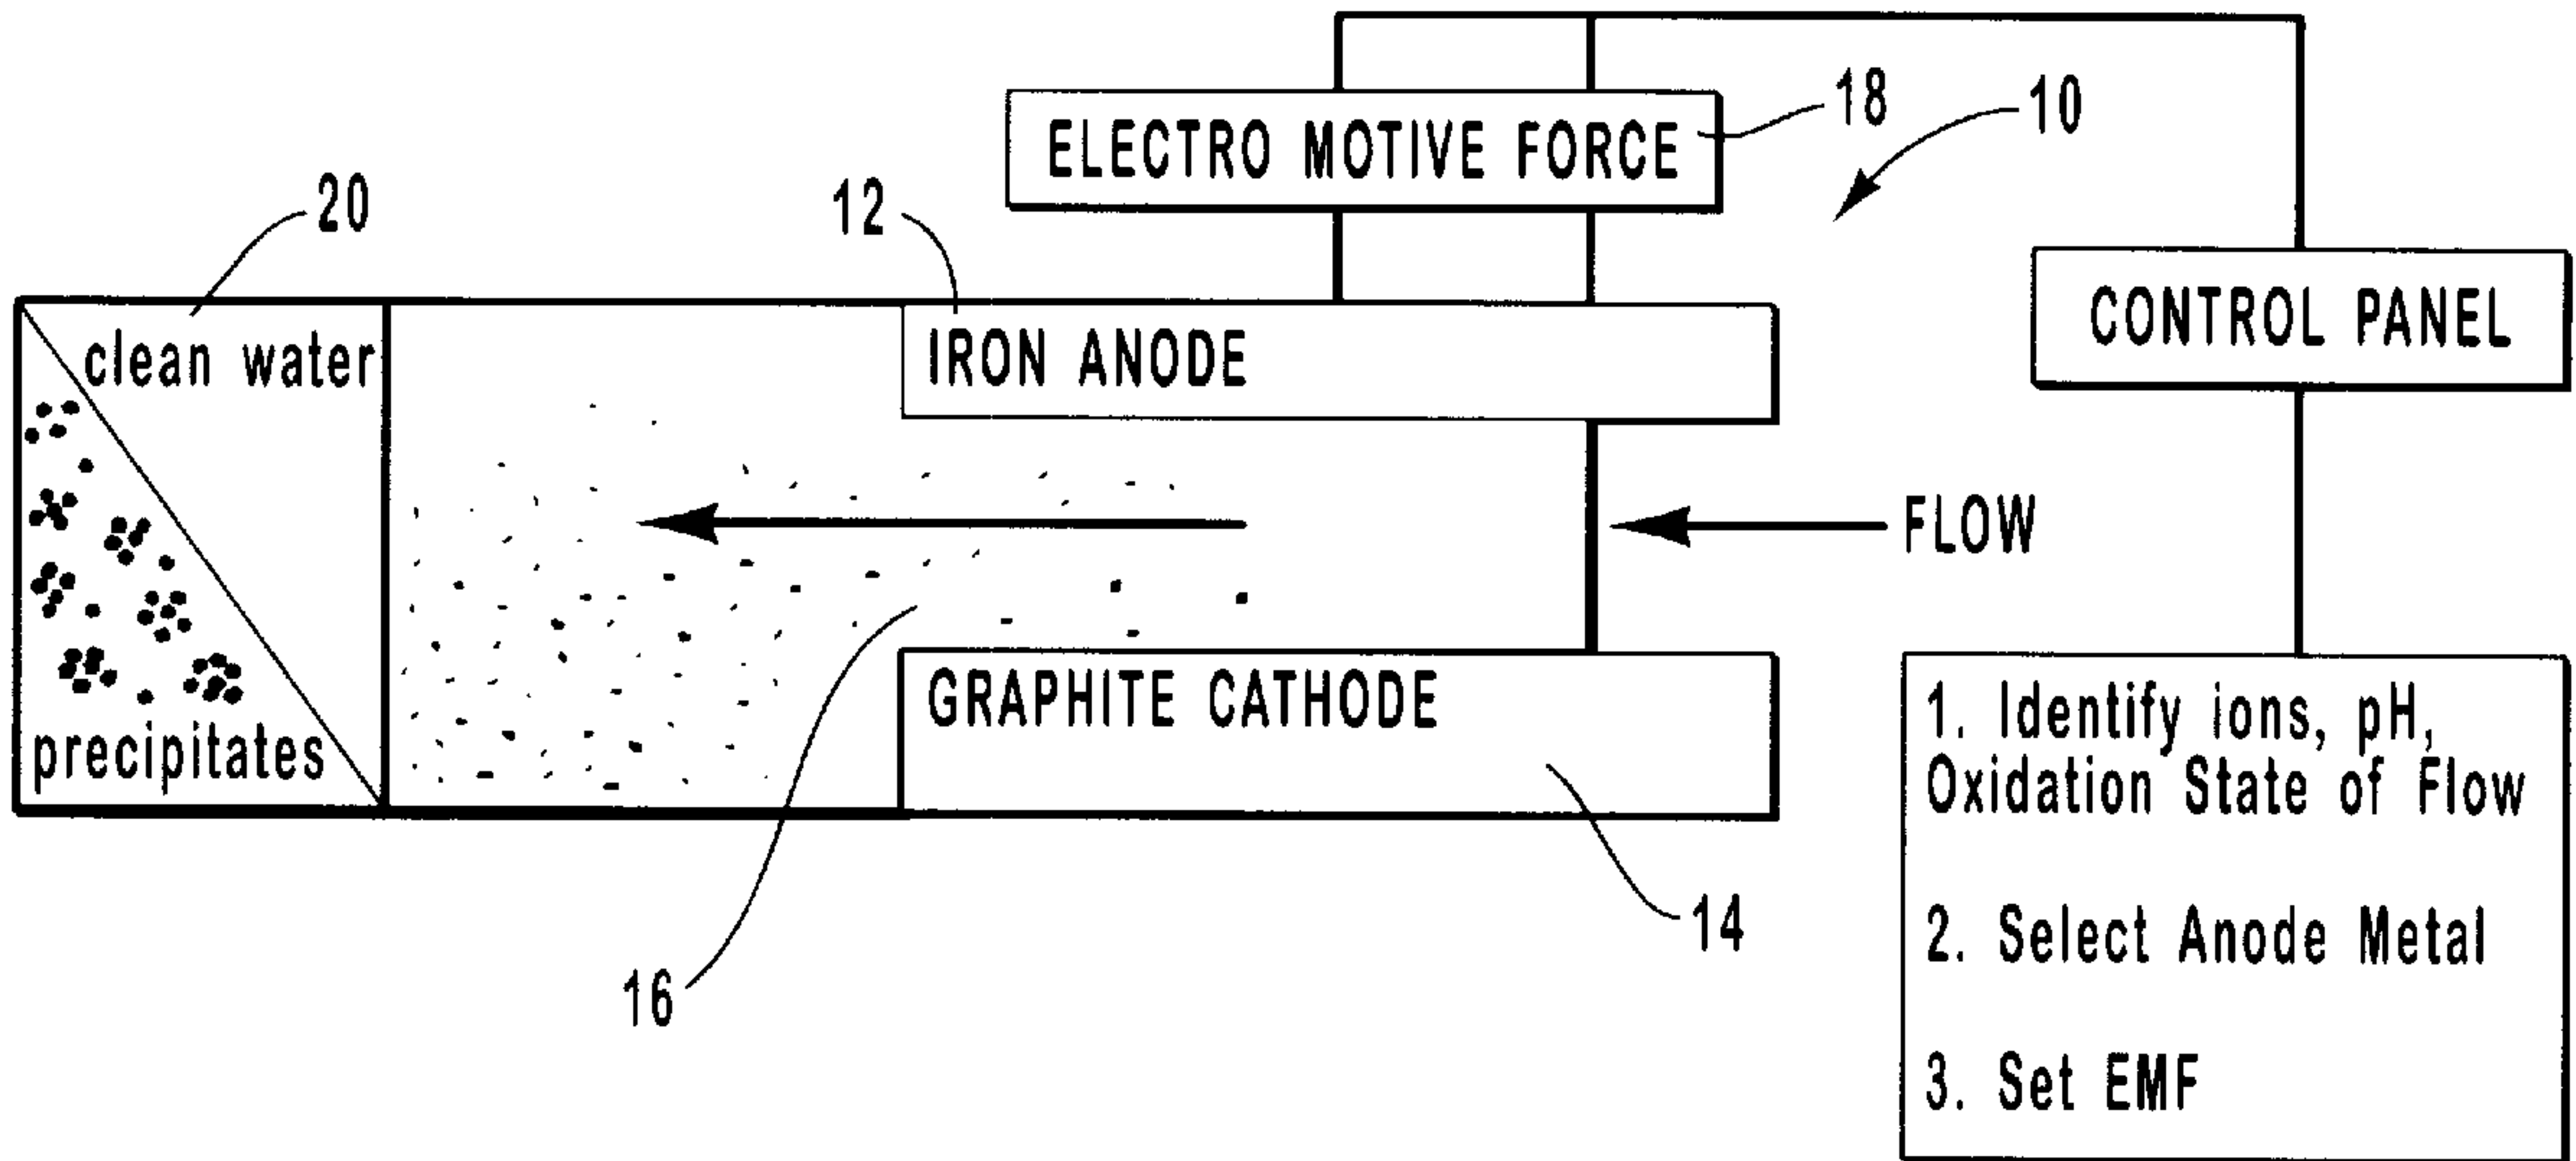 ELECTRO MOTIVE FORCE
18
10
20
12
clean water
IRON ANODE
CONTROL PANEL
FLOW
GRAPHITE CATHODE
precipitates
1. Identify ions, pH,
Oxidation State of Flow
14
2. Select Anode Metal
16
3. Set EMF